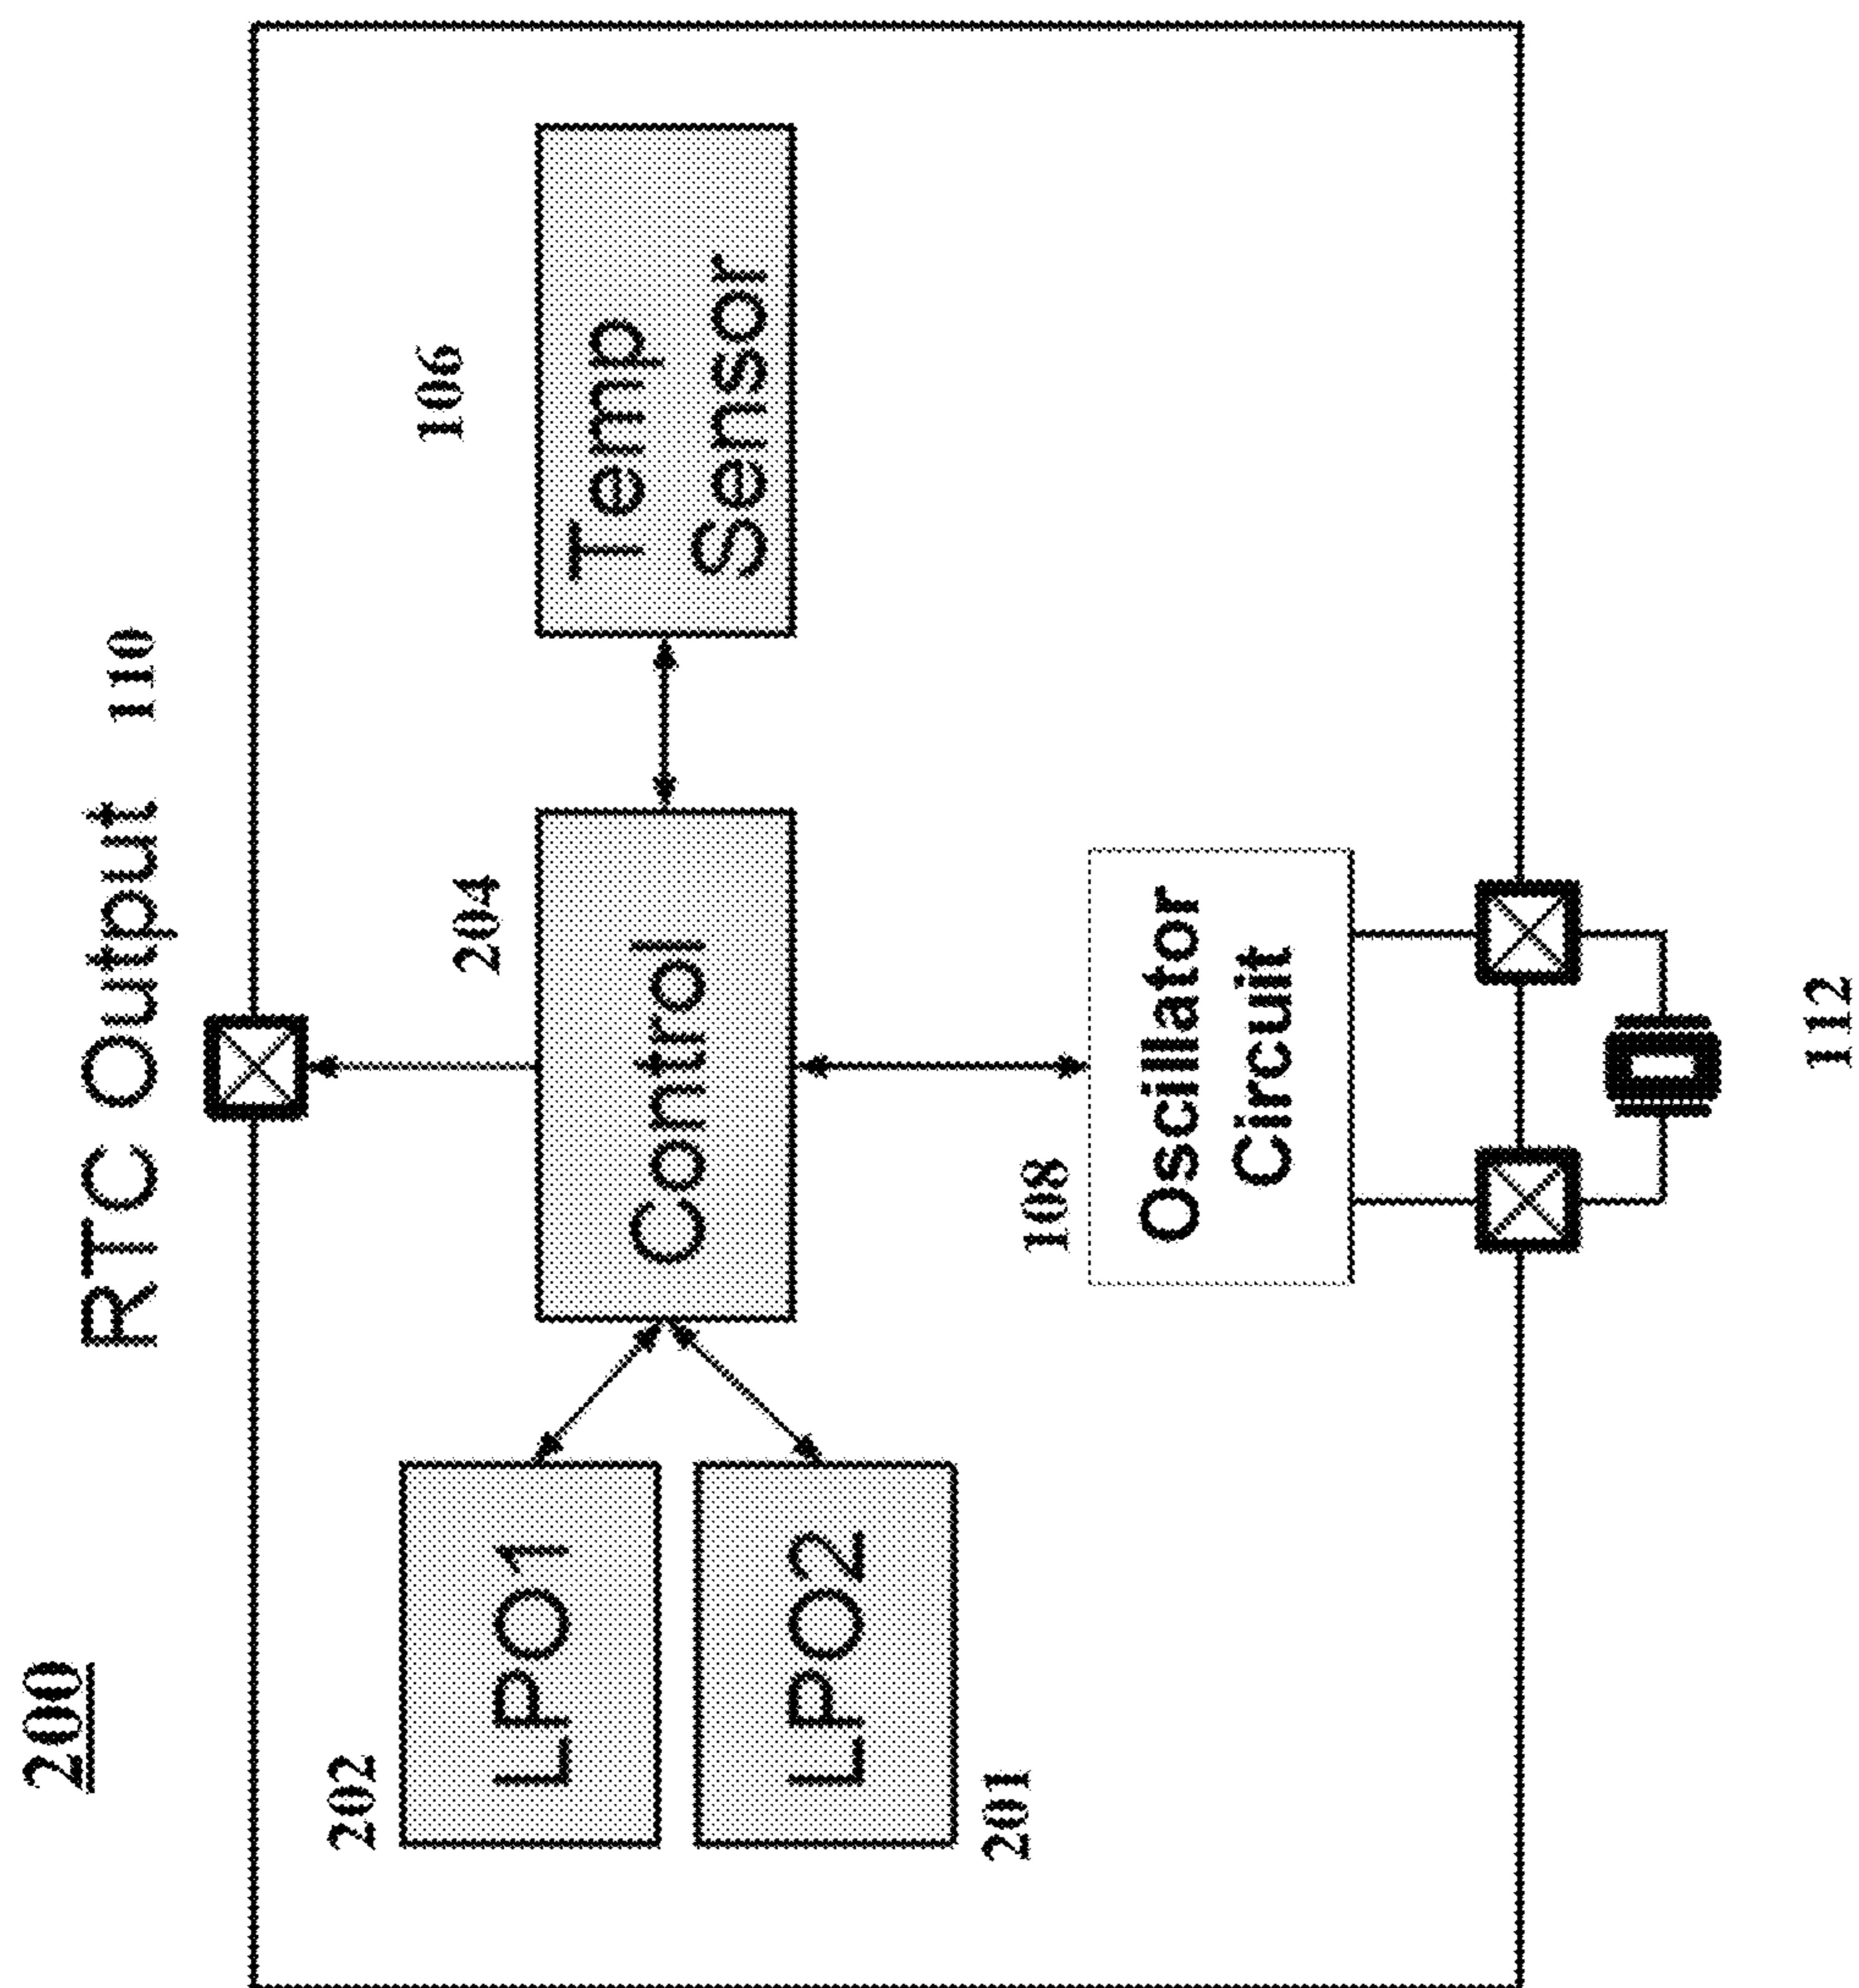 200
RTC Output 110
202
LPO1
LPO2
201
204
Control
106
Temp
Sensor
108
Oscillator
Circuit
112